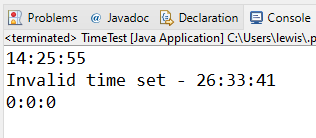 Problems @ Javadoc Declaration Console
<terminated> TimeTest [Java Application] C:\Users\lewis\.p
14:25:55
Invalid time set - 26:33:41
0:0:0